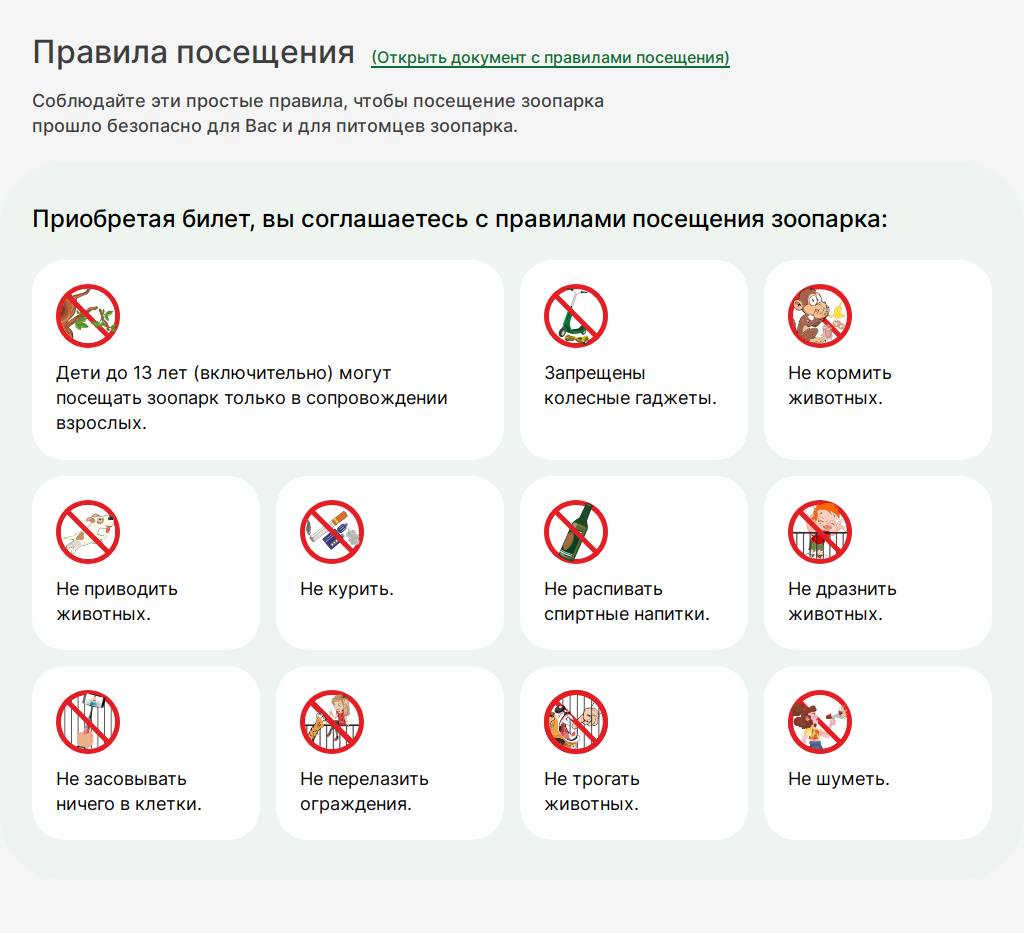 Правила посещения (Открыть документ с правилами посещения)
Соблюдайте эти простые правила, чтобы посещение зоопарка
прошло безопасно для Вас и для питомцев зоопарка.
Приобретая билет, вы соглашаетесь с правилами посещения зоопарка:
Дети до 13 лет (включительно) могут
посещать зоопарк только в сопровождении
взрослых.
Запрещены
колесные гаджеты.
Не кормить
животных.
Не приводить
животных.
Не курить.
Не распивать
спиртные напитки.
Не дразнить
животных.
Не засовывать
ничего в клетки.
Не перелазить
ограждения.
Не трогать
животных.
Не шуметь.